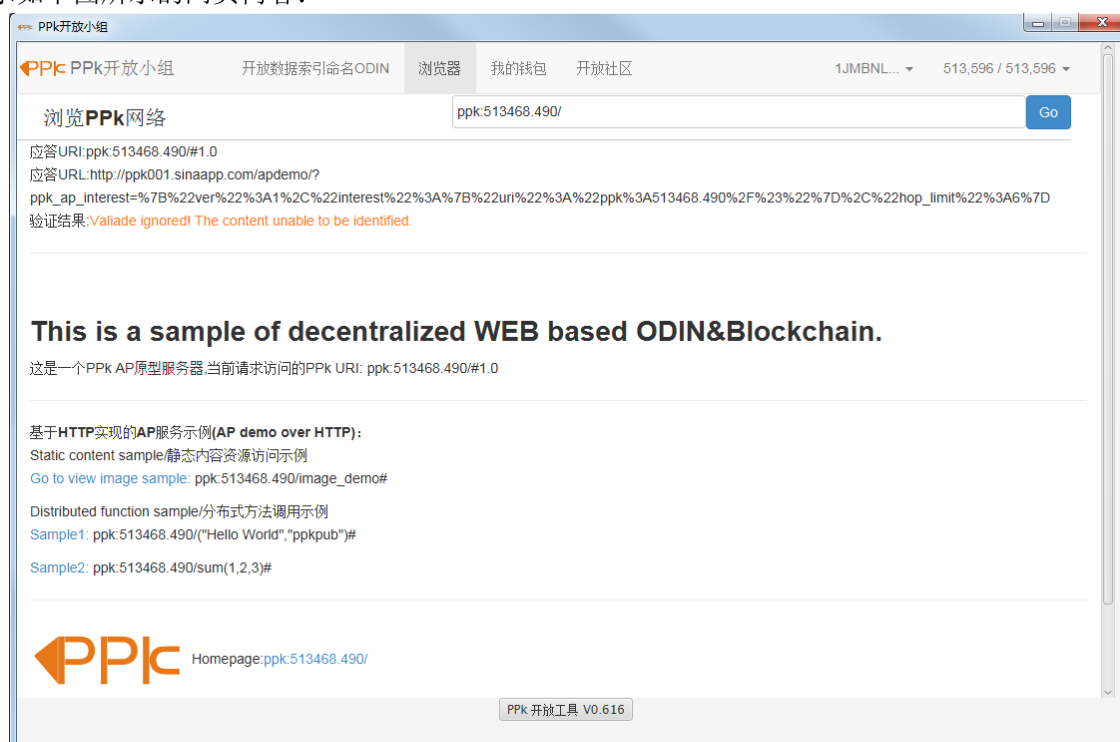 PPk开放小组
PPk PPk开放小组 开放数据索引命名ODIN 浏览器 我的钱包 开放社区 1JMBNL... 513,596 / 513,596
浏览PPk网络 ppk:513468.490/ Go
应答URI:ppk:513468.490/#1.0
应答URL:http://ppk001.sinaapp.com/apdemo/?
ppk_ap_interest=%7B%22ver%22%3A1%2C%22interest%22%3A%7B%22uri%22%3A%22ppk%3A513468.490%2F%23%22%7D%2C%22hop_limit%22%3A6%7D
验证结果:Valiade ignored! The content unable to be identified.
This is a sample of decentralized WEB based ODIN&Blockchain.
这是一个PPk AP原型服务器,当前请求访问的PPk URI: ppk:513468.490/#1.0
基于HTTP实现的AP服务示例(AP demo over HTTP)：
Static content sample/静态内容资源访问示例
Go to view image sample: ppk:513468.490/image_demo#
Distributed function sample/分布式方法调用示例
Sample1: ppk:513468.490/("Hello World","ppkpub")#
Sample2: ppk:513468.490/sum(1,2,3)#
PPk Homepage:ppk:513468.490/
PPk 开放工具 V0.616